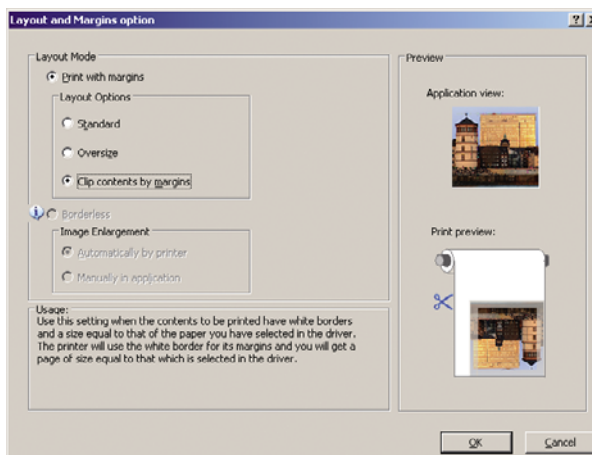 Layout and Margins option
Layout Mode
Print with margins
Layout Options
Standard
Oversize
Clip contents by margins
Borderless
Image Enlargement
Automatically by printer
Manually in application
Usage:
Use this setting when the contents to be printed have white borders
and a size equal to that of the paper you have selected in the driver.
The printer will use the white border for its margins and you will get a
page of size equal to that which is selected in the driver.
Preview
Application view:
Print preview:
OK
Cancel